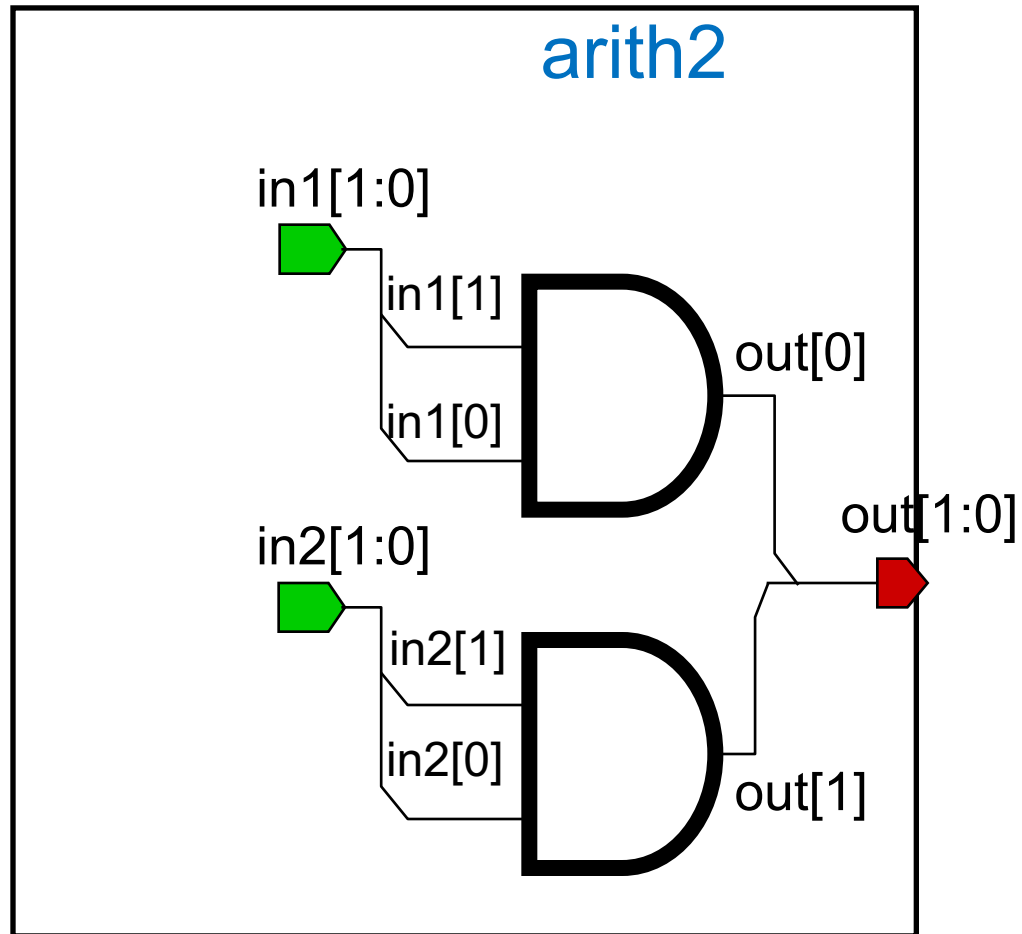 arith2
in1[1:0]
in1[1]
out[0]
in1[0]
out[1:0]
in2[1:0]
in2[1]
in2[0]
out[1]